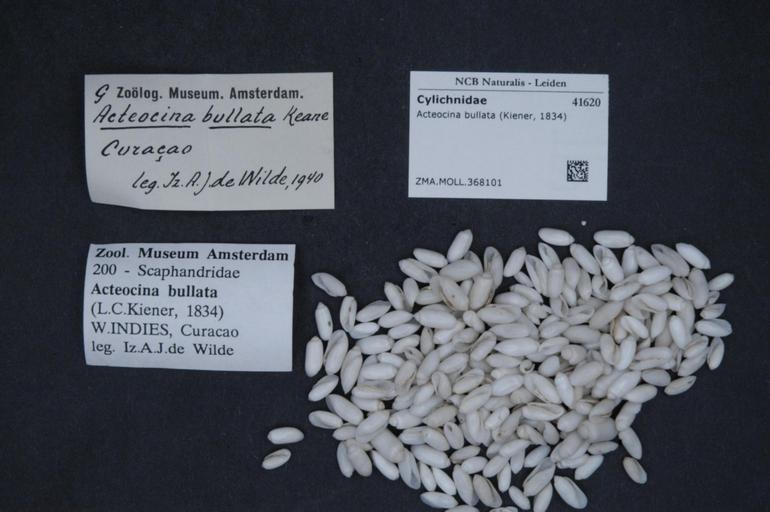 G Zoölog. Museum. Amsterdam.
Acteocina bullata Keane
Curaçao
leg. Iz. A. J. de Wilde, 1940
NCB Naturalis - Leiden
Cylichnidae 41620
Acteocina bullata (Kiener, 1834)
ZMA.MOLL.368101
Zool. Museum Amsterdam
200 - Scaphandridae
Acteocina bullata
(L.C.Kiener, 1834)
W.INDIES, Curacao
leg. Iz.A.J.de Wilde